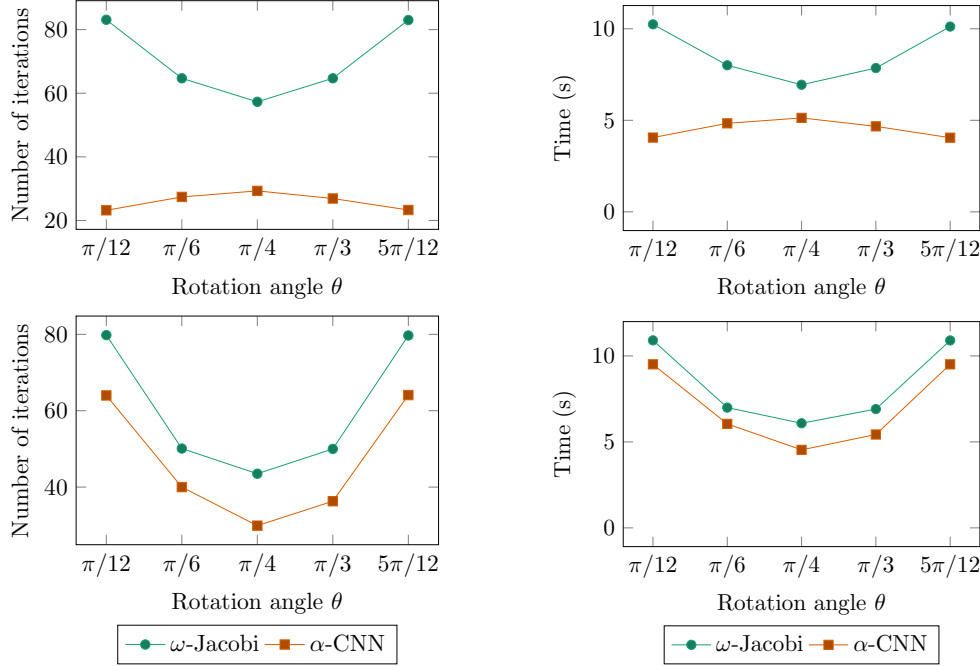 Number of iterations
80
60
40
20
π/12 π/6 π/4 π/3 5π/12
Rotation angle θ
Time (s)
10
5
0
π/12 π/6 π/4 π/3 5π/12
Rotation angle θ
Number of iterations
80
60
40
π/12 π/6 π/4 π/3 5π/12
Rotation angle θ
ω-Jacobi α-CNN
Time (s)
10
5
0
π/12 π/6 π/4 π/3 5π/12
Rotation angle θ
ω-Jacobi α-CNN